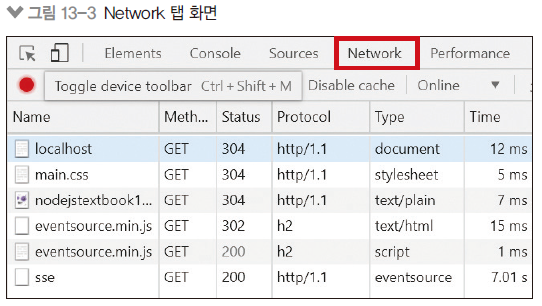 그림 13-3 Network 탭 화면
Elements Console Sources Network Performance
Toggle device toolbar Ctrl + Shift + M Disable cache Online
Name Meth... Status Protocol Type Time
localhost GET 304 http/1.1 document 12 ms
main.css GET 304 http/1.1 stylesheet 5 ms
nodejstextbook1... GET 304 http/1.1 text/plain 7 ms
eventsource.min.js GET 302 h2 text/html 15 ms
eventsource.min.js GET 200 h2 script 1 ms
sse GET 200 http/1.1 eventsource 7.01 s